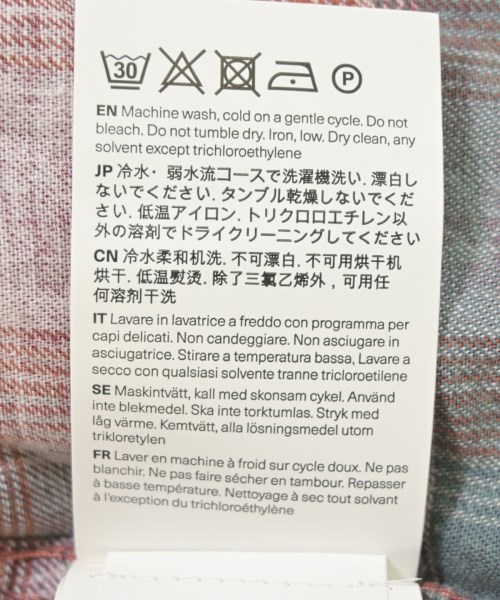 30 P
EN Machine wash, cold on a gentle cycle. Do not
bleach. Do not tumble dry. Iron, low. Dry clean, any
solvent except trichloroethylene
JP 冷水・ 弱水流コースで洗濯機洗い. 漂白し
ないでください. タンブル乾燥しないでくだ
さい. 低温アイロン. トリクロロエチレン以
外の溶剤でドライクリーニングしてください
CN 冷水柔和机洗. 不可漂白. 不可用烘干机
烘干. 低温熨烫. 除了三氯乙烯外，可用任
何溶剂干洗
IT Lavare in lavatrice a freddo con programma per
capi delicati. Non candeggiare. Non asciugare in
asciugatrice. Stirare a temperatura bassa, Lavare a
secco con qualsiasi solvente tranne tricloroetilene
SE Maskintvätt, kall med skonsam cykel. Använd
inte blekmedel. Ska inte torktumlas. Stryk med
låg värme. Kemtvätt, alla lösningsmedel utom
trikloretylen
FR Laver en machine à froid sur cycle doux. Ne pas
blanchir. Ne pas faire sécher en tambour. Repasser
à basse température. Nettoyage à sec tout solvant
à l'exception du trichloroéthylène